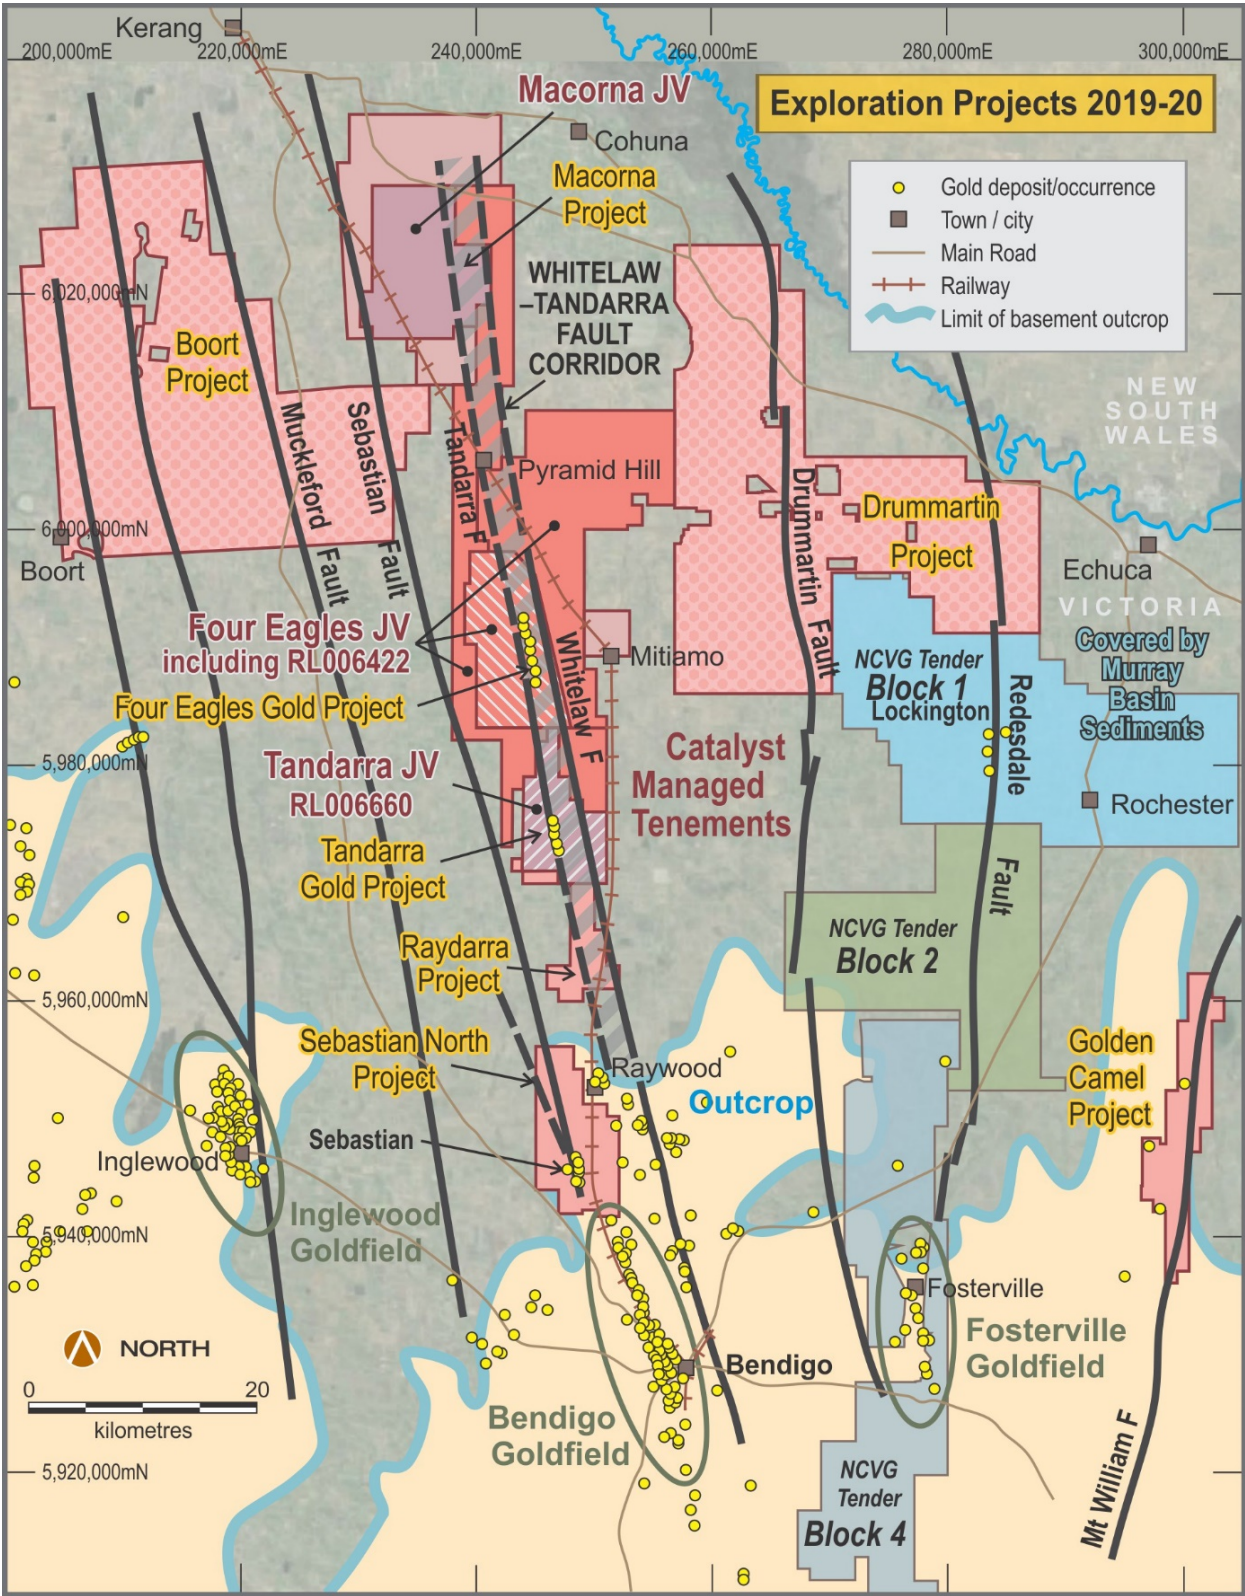 Kerang
200,000mE
220,000mE
240,000mE
260,000mE
280,000mE
300,000mE
Macorna JV
Exploration Projects 2019-20
Cohuna
Macorna
Project
Gold deposit/occurrence
Town / city
Main Road
Railway
Limit of basement outcrop
WHITELAW
–TANDARRA
FAULT
CORRIDOR
6,020,000mN
Boort
Project
NEW
SOUTH
WALES
Muckleford
Fault
Sebastian
Fault
Tandarra F
Pyramid Hill
Drummartin
Fault
Drummartin
Project
6,000,000mN
Boort
Echuca
VICTORIA
Four Eagles JV
including RL006422
Whitelaw F
Mitiamo
NCVG Tender
Block 1
Lockington
Covered by
Murray
Basin
Sediments
Four Eagles Gold Project
Redesdale
Fault
5,980,000mN
Tandarra JV
RL006660
Catalyst
Managed
Tenements
Rochester
Tandarra
Gold Project
NCVG Tender
Block 2
Raydarra
Project
5,960,000mN
Sebastian North
Project
Raywood
Golden
Camel
Project
Outcrop
Sebastian
Inglewood
Inglewood
Goldfield
5,940,000mN
Fosterville
Fosterville
Goldfield
NORTH
Bendigo
0
20
kilometres
Bendigo
Goldfield
5,920,000mN
NCVG
Tender
Block 4
Mt William F